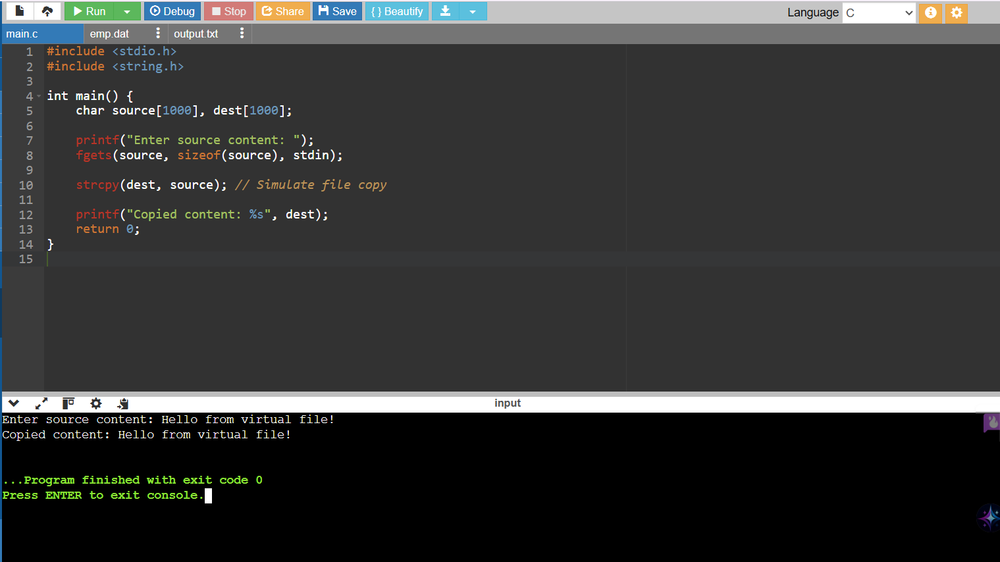 Run Debug Stop Share Save { } Beautify Language C
main.c emp.dat output.txt
1 #include <stdio.h>
2 #include <string.h>
3
4 int main() {
5     char source[1000], dest[1000];
6
7     printf("Enter source content: ");
8     fgets(source, sizeof(source), stdin);
9
10     strcpy(dest, source); // Simulate file copy
11
12     printf("Copied content: %s", dest);
13     return 0;
14 }
15
input
Enter source content: Hello from virtual file!
Copied content: Hello from virtual file!
...Program finished with exit code 0
Press ENTER to exit console.